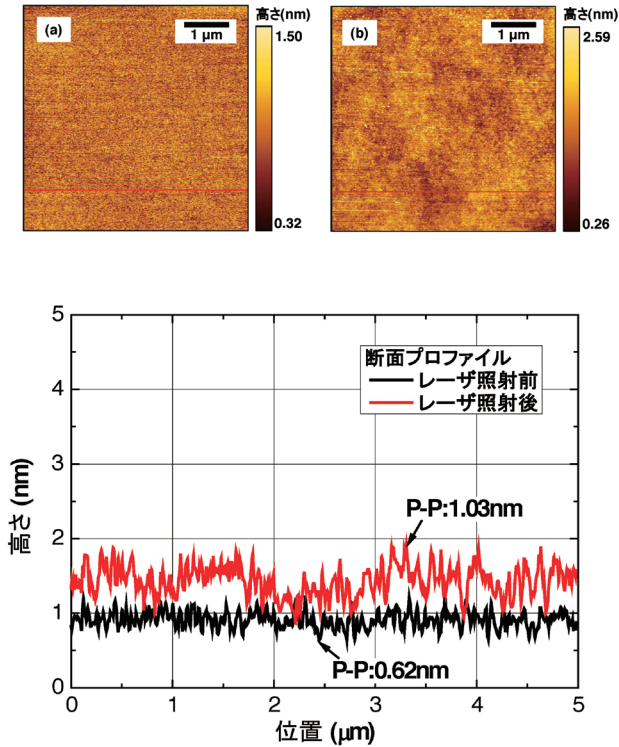 高さ(nm)
(a)
1 μm
1.50
0.32
高さ(nm)
(b)
1 μm
2.59
0.26
5
4
3
2
1
0
高さ (nm)
断面プロファイル
レーザ照射前
レーザ照射後
P-P:1.03nm
P-P:0.62nm
0 1 2 3 4 5
位置 (μm)